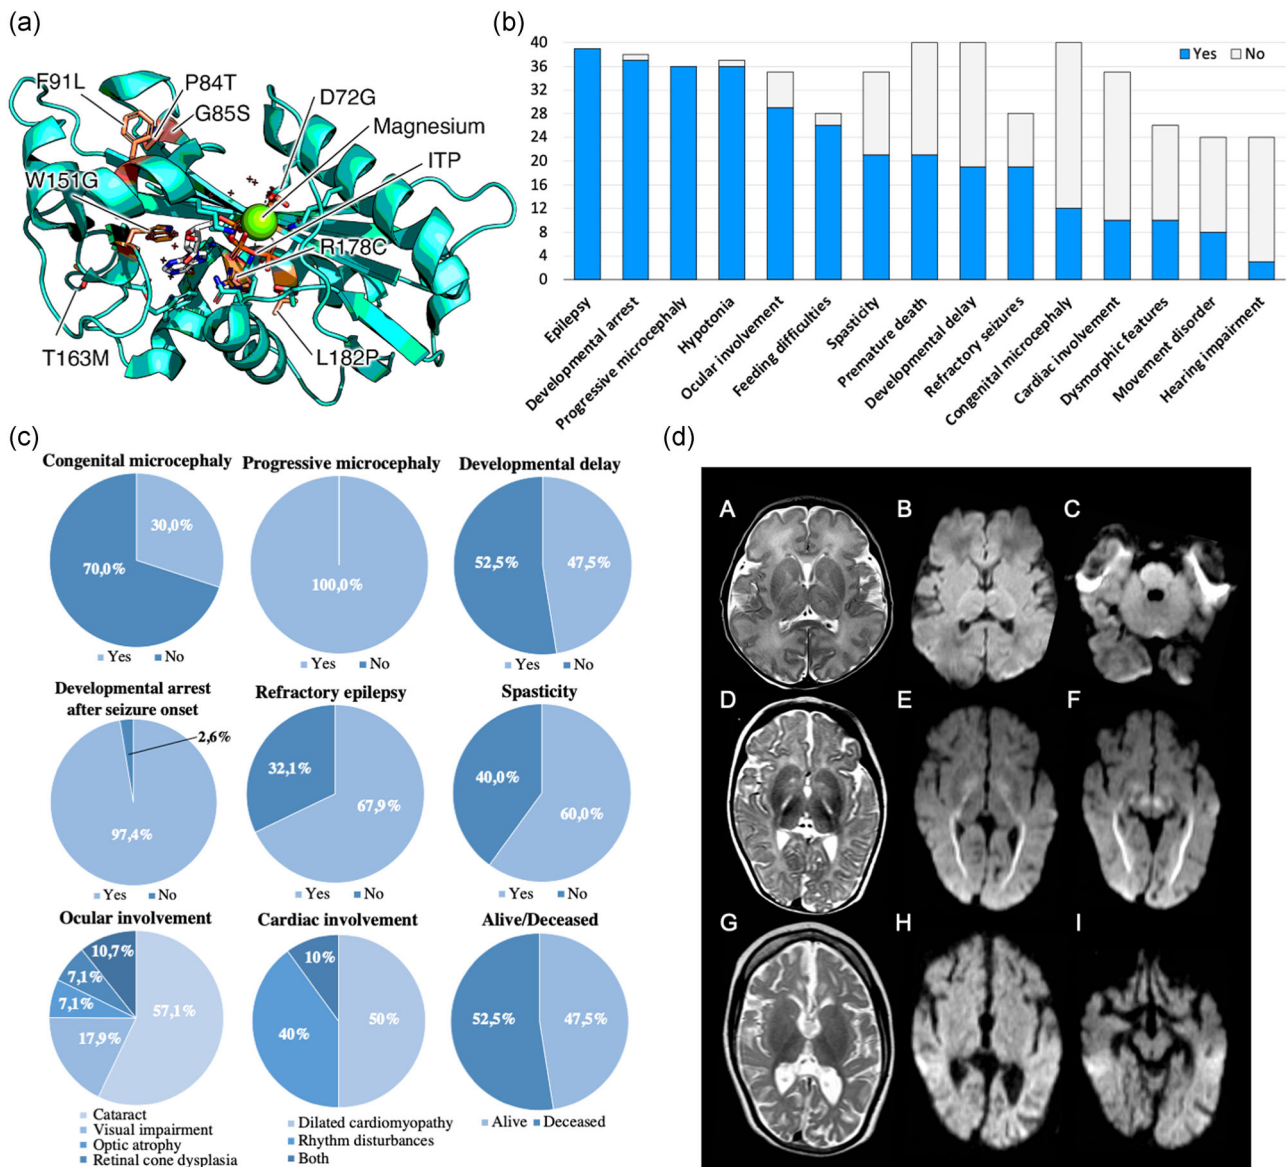 (a)
F91L
P84T
G85S
D72G
Magnesium
ITP
W151G
R178C
T163M
L182P
(b)
40
36
32
28
24
20
16
12
8
4
0
Yes No
Epilepsy
Developmental arrest
Progressive microcephaly
Hypotonia
Ocular involvement
Feeding difficulties
Spasticity
Premature death
Developmental delay
Refractory seizures
Congenital microcephaly
Cardiac involvement
Dysmorphic features
Movement disorder
Hearing impairment
(c)
Congenital microcephaly
30,0%
70,0%
Yes No
Progressive microcephaly
100,0%
Yes No
Developmental delay
52,5% 47,5%
Yes No
Developmental arrest
after seizure onset
2,6%
97,4%
Yes No
Refractory epilepsy
32,1%
67,9%
Yes No
Spasticity
40,0%
60,0%
Yes No
Ocular involvement
10,7%
7,1%
7,1%
57,1%
17,9%
Cataract
Visual impairment
Optic atrophy
Retinal cone dysplasia
Cardiac involvement
10%
50%
40%
Dilated cardiomyopathy
Rhythm disturbances
Both
Alive/Deceased
52,5% 47,5%
Alive Deceased
(d)
A
B
C
D
E
F
G
H
I